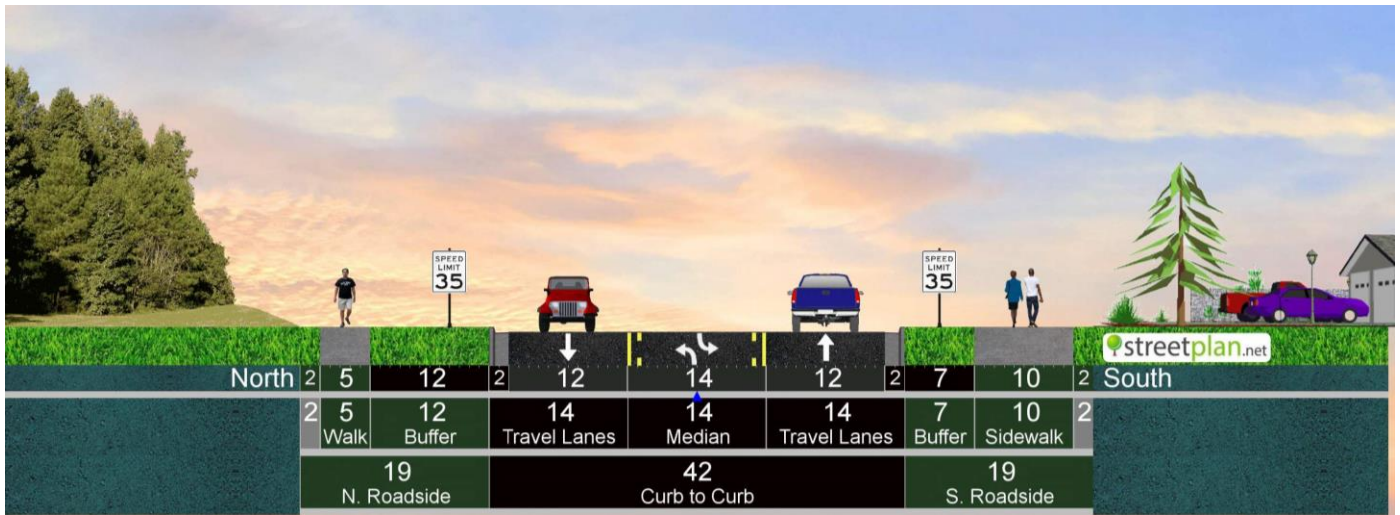 SPEED
LIMIT
35
SPEED
LIMIT
35
streetplan.net
North 2 5 12 2 12 14 12 2 7 10 2 South
2 5 12 14 14 14 7 10 2
Walk Buffer Travel Lanes Median Travel Lanes Buffer Sidewalk
19 42 19
N. Roadside Curb to Curb S. Roadside